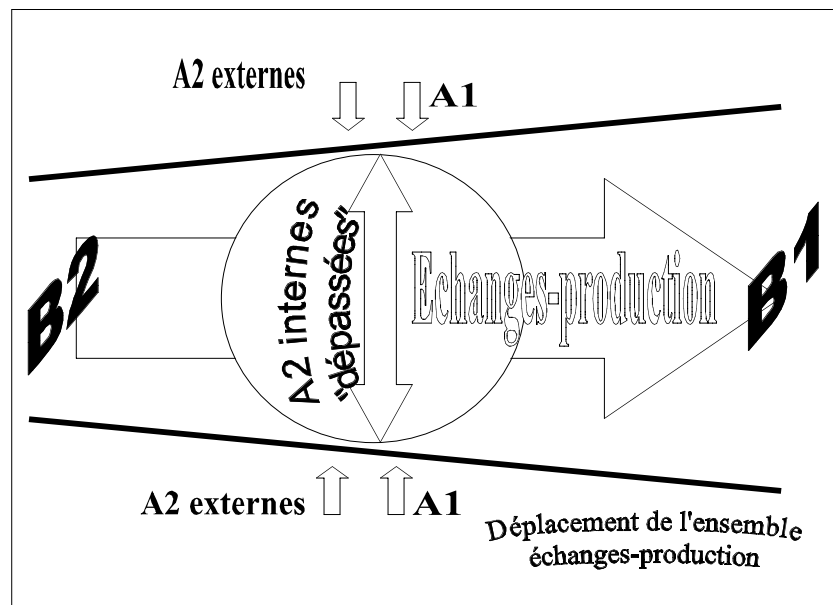 A2 externes
A1
B2
A2 internes
“dépassées”
Echanges-production
B1
A2 externes
A1
Déplacement de l'ensemble
échanges-production